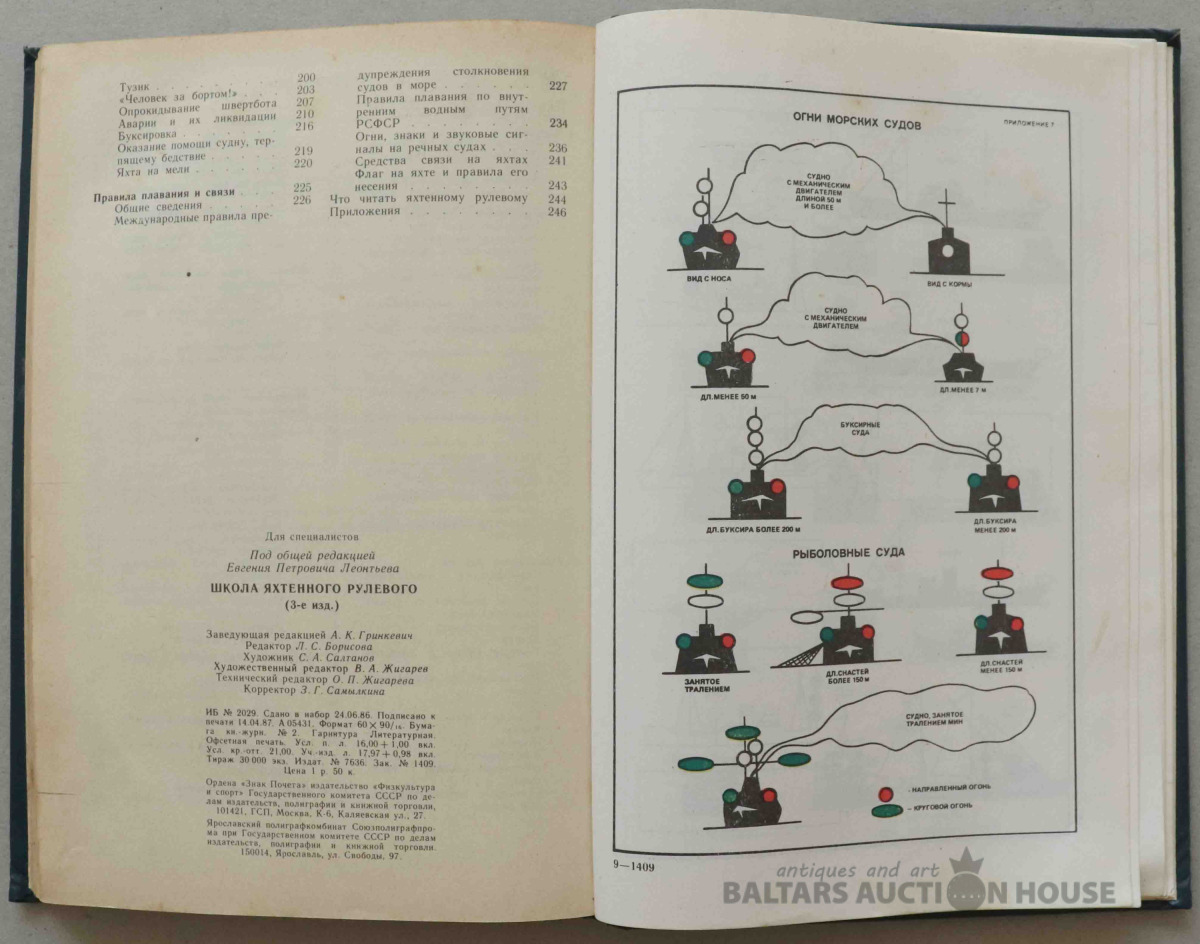 Тузик . . . . . . . . 200
«Человек за бортом!» . . . 203
Опрокидывание швертбота 207
Аварии и их ликвидации 210
Буксировка . . . . . . . 216
Оказание помощи судну, тер-
пящему бедствие . . . . . 219
Яхта на мели . . . . . . 220
Правила плавания и связи . . . 225
Общие сведения . . . . . 226
Международные правила пре-
дупреждения столкновения
судов в море . . . . . . 227
Правила плавания по внут-
ренним водным путям
РСФСР . . . . . . . . 234
Огни, знаки и звуковые сиг-
налы на речных судах . . . 236
Средства связи на яхтах 241
Флаг на яхте и правила его
несения . . . . . . . . 243
Что читать яхтенному рулевому 244
Приложения . . . . . . . . 246
Для специалистов
Под общей редакцией
Евгения Петровича Леонтьева
ШКОЛА ЯХТЕННОГО РУЛЕВОГО
(3-е изд.)
Заведующая редакцией А. К. Гринкевич
Редактор Л. С. Борисова
Художник С. А. Салтанов
Художественный редактор В. А. Жигарев
Технический редактор О. П. Жигарева
Корректор З. Г. Самылкина
ИБ № 2029. Сдано в набор 24.06.86. Подписано к
печати 14.04.87. А 05431. Формат 60×90/16. Бума-
га кн.-журн. № 2. Гарнитура Литературная.
Офсетная печать. Усл. п. л. 16,00+1,00 вкл.
Усл. кр.-отт. 21,00. Уч.-изд. л. 17,97+0,98 вкл.
Тираж 30 000 экз. Издат. № 7636. Зак. № 1409.
Цена 1 р. 50 к.
Ордена «Знак Почета» издательство «Физкультура
и спорт» Государственного комитета СССР по де-
лам издательств, полиграфии и книжной торговли,
101421, ГСП, Москва, К-6, Каляевская ул., 27.
Ярославский полиграфкомбинат Союзполиграфпро-
ма при Государственном комитете СССР по делам
издательств, полиграфии и книжной торговли.
150014, Ярославль, ул. Свободы, 97.
ОГНИ МОРСКИХ СУДОВ
ПРИЛОЖЕНИЕ 7
СУДНО
С МЕХАНИЧЕСКИМ
ДВИГАТЕЛЕМ
ДЛИНОЙ 50 М
И БОЛЕЕ
ВИД С НОСА
ВИД С КОРМЫ
СУДНО
С МЕХАНИЧЕСКИМ
ДВИГАТЕЛЕМ
ДЛ. МЕНЕЕ 50 м
ДЛ. МЕНЕЕ 7 м
БУКСИРНЫЕ
СУДА
ДЛ. БУКСИРА БОЛЕЕ 200 м
ДЛ. БУКСИРА
МЕНЕЕ 200 м
РЫБОЛОВНЫЕ СУДА
ЗАНЯТОЕ
ТРАЛЕНИЕМ
ДЛ. СНАСТЕЙ
БОЛЕЕ 150 м
ДЛ. СНАСТЕЙ
МЕНЕЕ 150 м
СУДНО, ЗАНЯТОЕ
ТРАЛЕНИЕМ МИН
- НАПРАВЛЕННЫЙ ОГОНЬ
- КРУГОВОЙ ОГОНЬ
9—1409
antiques and art
BALTARS AUCTION HOUSE